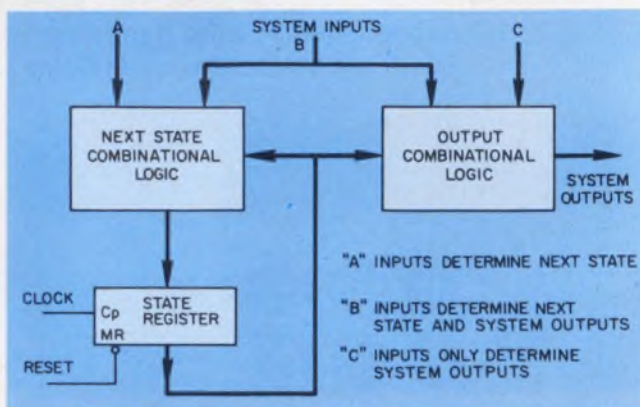 A
SYSTEM INPUTS
B
C
NEXT STATE
COMBINATIONAL
LOGIC
OUTPUT
COMBINATIONAL
LOGIC
SYSTEM
OUTPUTS
CLOCK
Cp
STATE
REGISTER
MR
RESET
"A" INPUTS DETERMINE NEXT STATE
"B" INPUTS DETERMINE NEXT
STATE AND SYSTEM OUTPUTS
"C" INPUTS ONLY DETERMINE
SYSTEM OUTPUTS